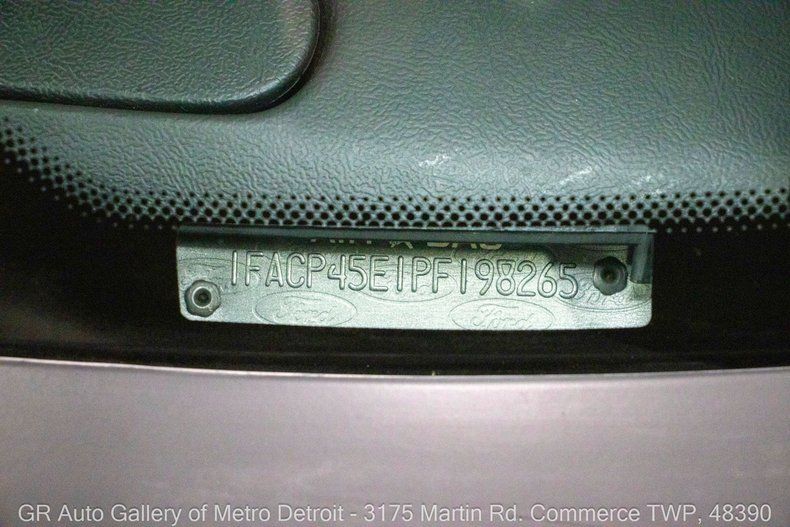 1FACP45E1PF198265
Ford Ford
GR Auto Gallery of Metro Detroit - 3175 Martin Rd. Commerce TWP, 48390